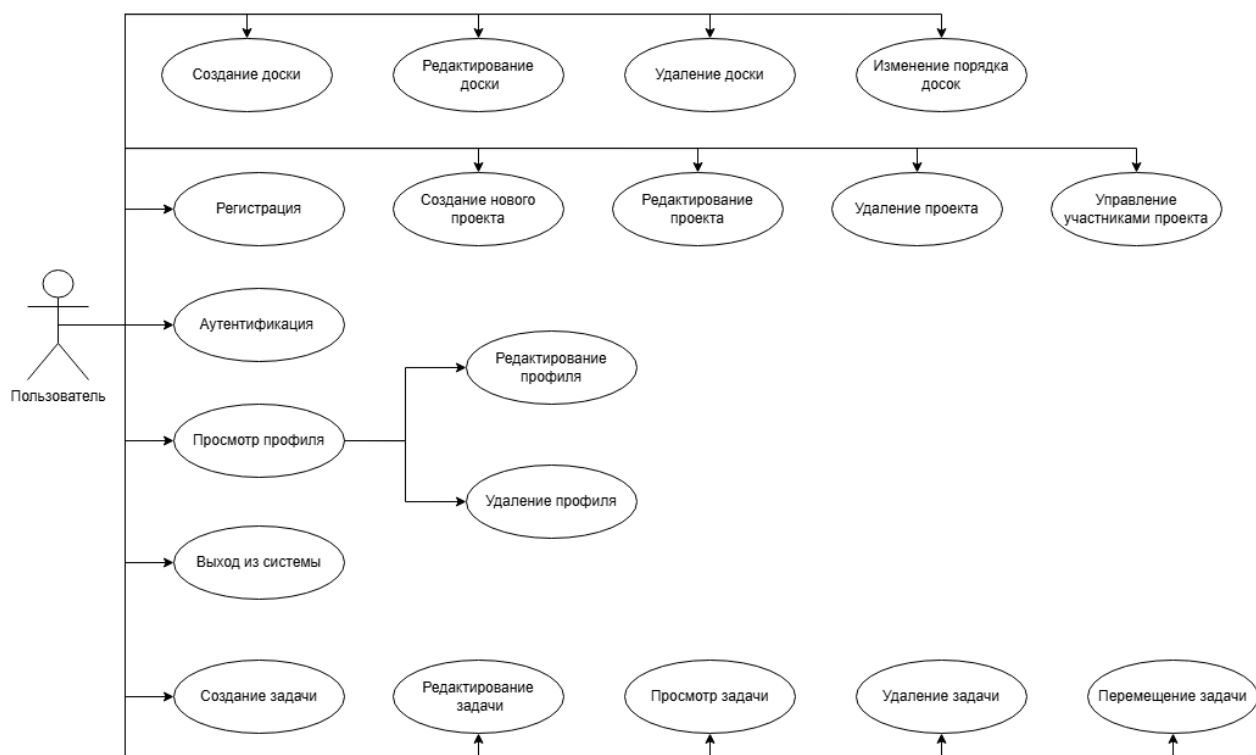 Создание доски
Редактирование
доски
Удаление доски
Изменение порядка
досок
Регистрация
Создание нового
проекта
Редактирование
проекта
Удаление проекта
Управление
участниками проекта
Аутентификация
Пользователь
Редактирование
профиля
Просмотр профиля
Удаление профиля
Выход из системы
Создание задачи
Редактирование
задачи
Просмотр задачи
Удаление задачи
Перемещение задачи